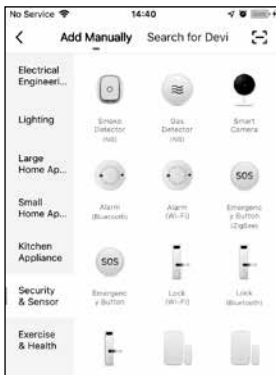 No Service 14:40
Add Manually Search for Devi
Electrical
Engineeri...
Lighting
Large
Home Ap...
Small
Home Ap...
Kitchen
Appliance
Security
& Sensor
Exercise
& Health
Smoke
Detector
(NB)
Gas
Detector
(NB)
Smart
Camera
Alarm
(Bluetooth)
Alarm
(Wi-Fi)
SOS
Emergenc
y Button
(ZigBee)
SOS
Emergenc
y Button
Lock
(Wi-Fi)
Lock
(Bluetooth)